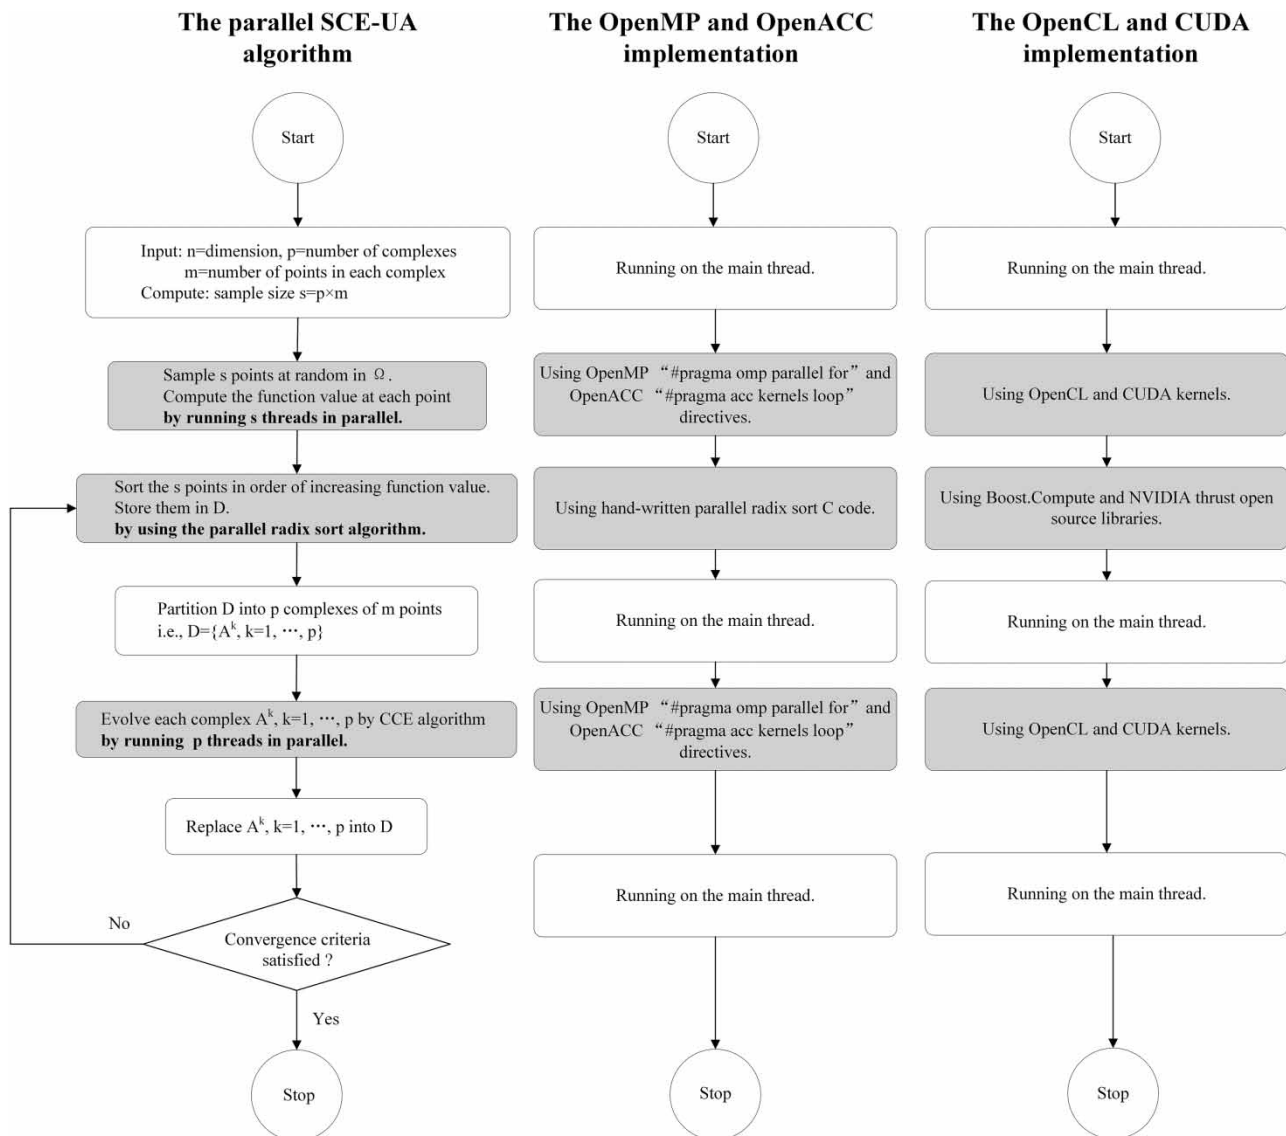 The parallel SCE-UA
algorithm
Start
Input: n=dimension, p=number of complexes
m=number of points in each complex
Compute: sample size s=p×m
Sample s points at random in Ω.
Compute the function value at each point
by running s threads in parallel.
Sort the s points in order of increasing function value.
Store them in D.
by using the parallel radix sort algorithm.
Partition D into p complexes of m points
i.e., D={A^k, k=1, ⋯, p}
Evolve each complex A^k, k=1, ⋯, p by CCE algorithm
by running p threads in parallel.
Replace A^k, k=1, ⋯, p into D
No
Convergence criteria
satisfied ?
Yes
Stop
The OpenMP and OpenACC
implementation
Start
Running on the main thread.
Using OpenMP “#pragma omp parallel for” and
OpenACC “#pragma acc kernels loop”
directives.
Using hand-written parallel radix sort C code.
Running on the main thread.
Using OpenMP “#pragma omp parallel for” and
OpenACC “#pragma acc kernels loop”
directives.
Running on the main thread.
Stop
The OpenCL and CUDA
implementation
Start
Running on the main thread.
Using OpenCL and CUDA kernels.
Using Boost.Compute and NVIDIA thrust open
source libraries.
Running on the main thread.
Using OpenCL and CUDA kernels.
Running on the main thread.
Stop